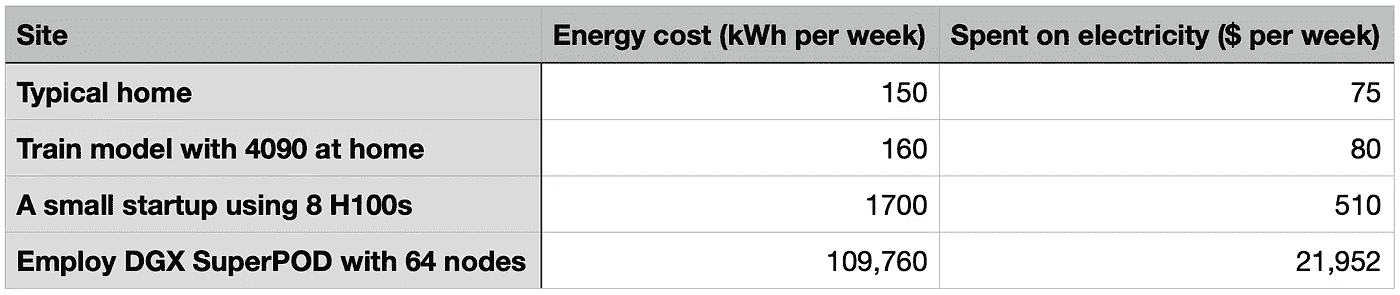 Site Energy cost (kWh per week) Spent on electricity ($ per week)
Typical home 150 75
Train model with 4090 at home 160 80
A small startup using 8 H100s 1700 510
Employ DGX SuperPOD with 64 nodes 109,760 21,952